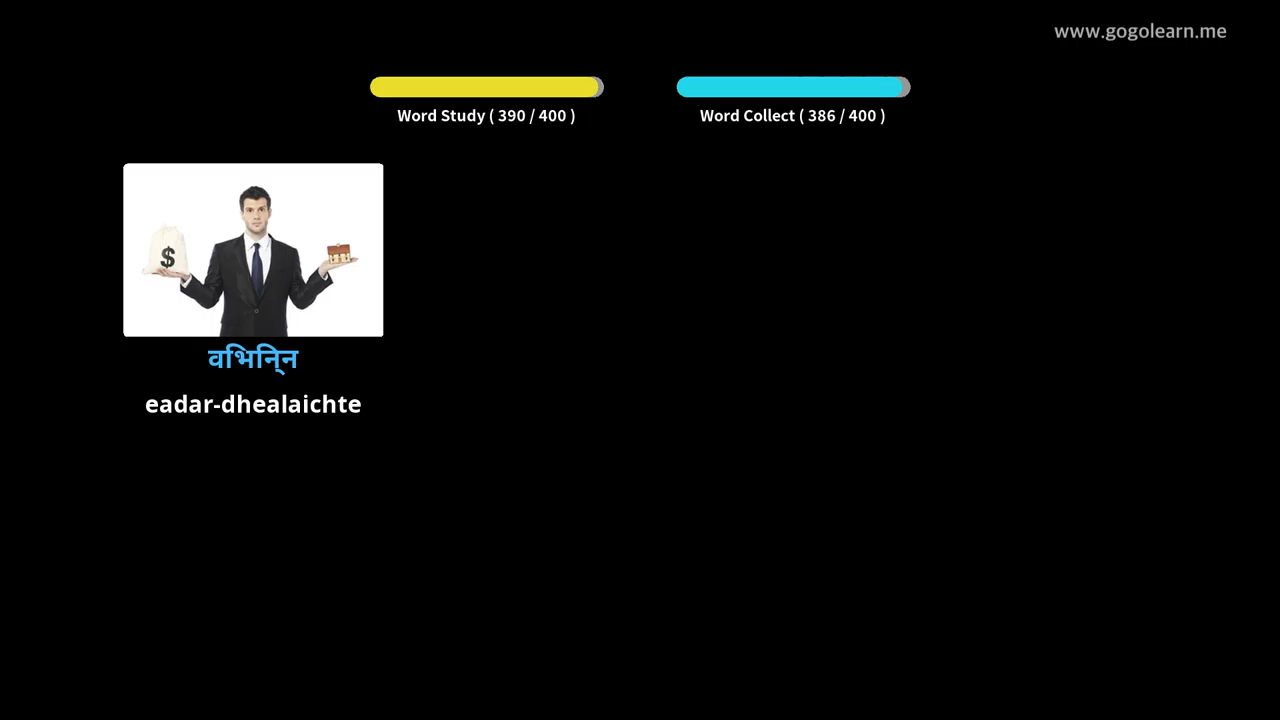 www.gogolearn.me
Word Study ( 390 / 400 )
Word Collect ( 386 / 400 )
$
वभिनि्न
eadar-dhealaichte